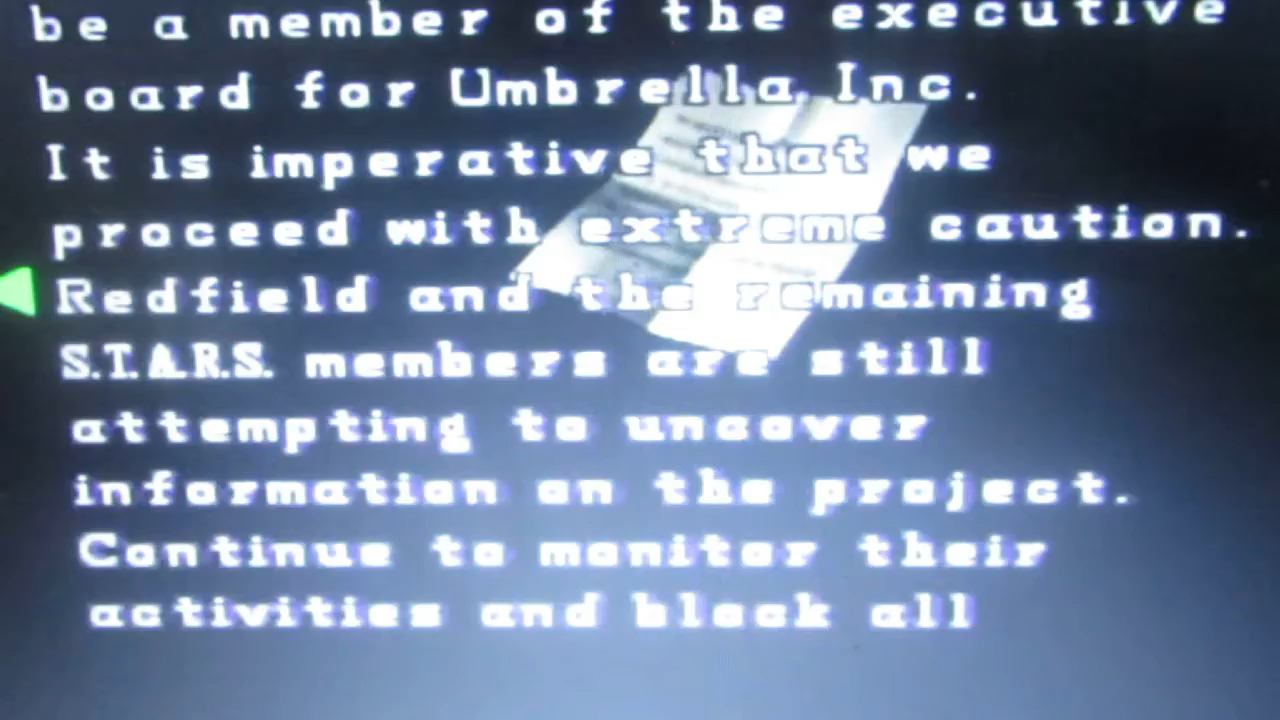 be a member of the executive
board for Umbrella Inc.
It is imperative that we
proceed with extreme caution.
Redfield and the remaining
S.T.A.R.S. members are still
attempting to uncover
information on the project.
Continue to monitor their
activities and block all